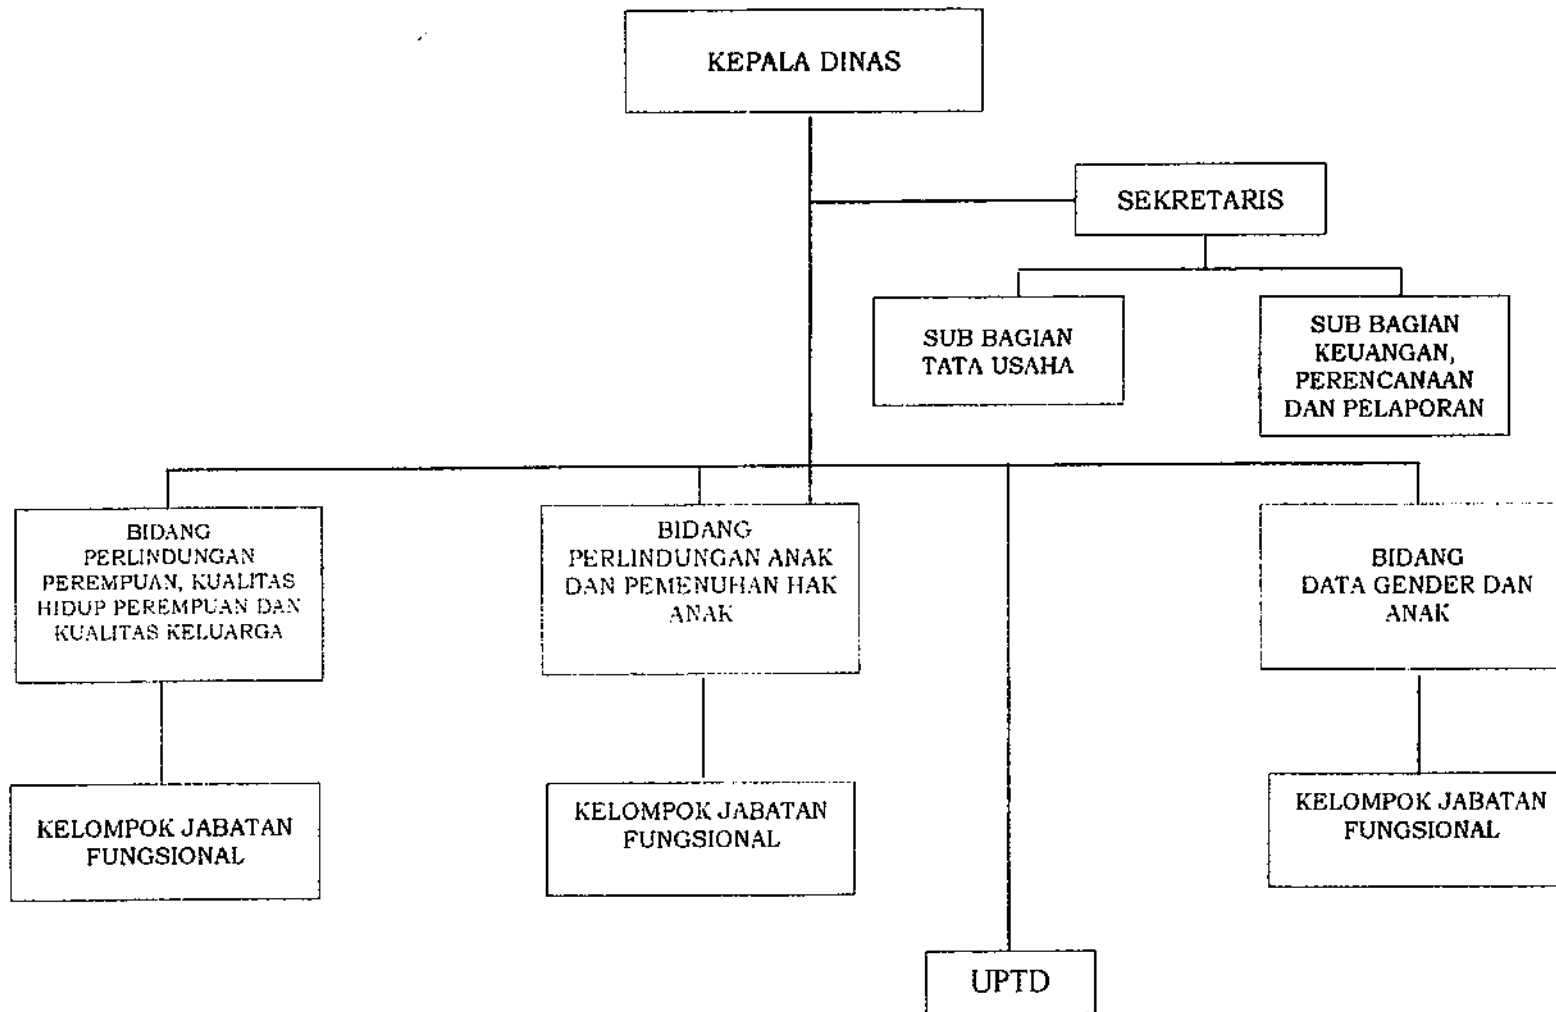 KEPALA DINAS
SEKRETARIS
SUB BAGIAN
TATA USAHA
SUB BAGIAN
KEUANGAN,
PERENCANAAN
DAN PELAPORAN
BIDANG
PERLINDUNGAN
PEREMPUAN, KUALITAS
HIDUP PEREMPUAN DAN
KUALITAS KELUARGA
BIDANG
PERLINDUNGAN ANAK
DAN PEMENUHAN HAK
ANAK
BIDANG
DATA GENDER DAN
ANAK
KELOMPOK JABATAN
FUNGSIONAL
KELOMPOK JABATAN
FUNGSIONAL
KELOMPOK JABATAN
FUNGSIONAL
UPTD